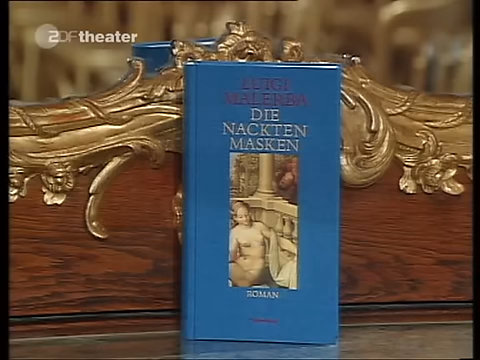 ZDFtheater
LUIGI
MALERBA
DIE
NACKTEN
MASKEN
ROMAN